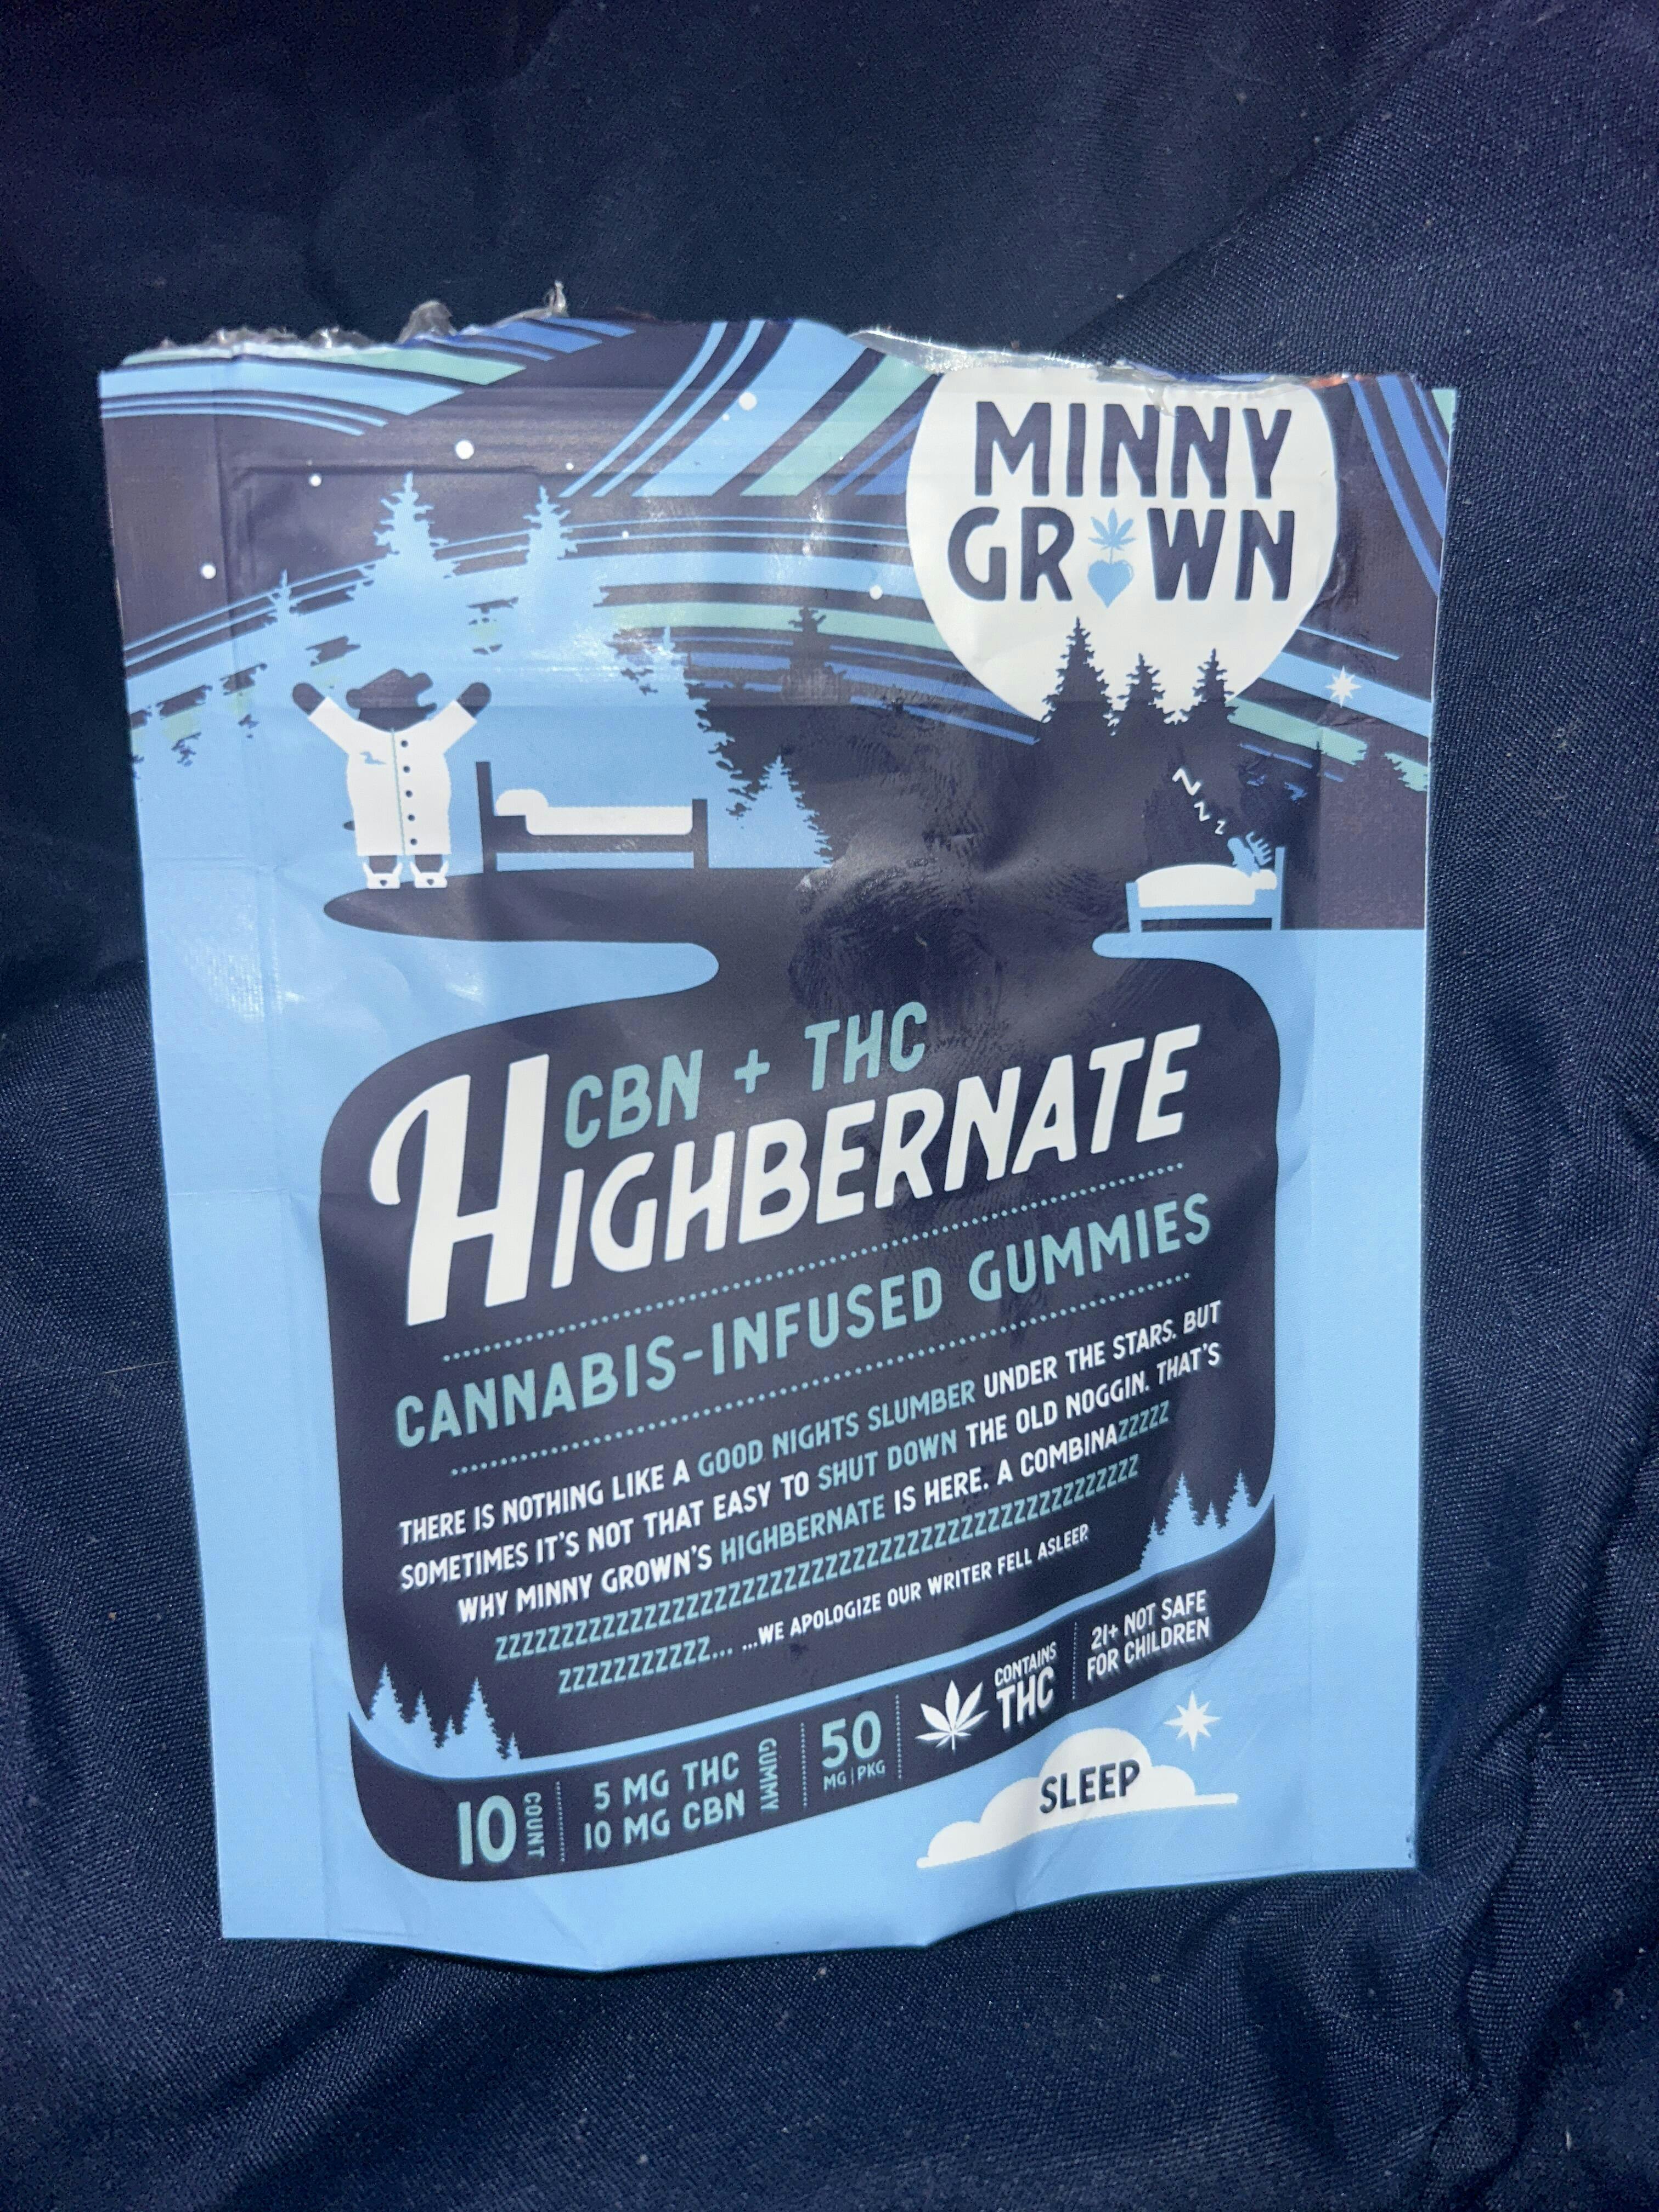 MINNY
GROWN
Z
Z
Z
CBN + THC
HIGHBERNATE
CANNABIS-INFUSED GUMMIES
THERE IS NOTHING LIKE A GOOD NIGHTS SLUMBER UNDER THE STARS. BUT
SOMETIMES IT'S NOT THAT EASY TO SHUT DOWN THE OLD NOGGIN. THAT'S
WHY MINNY GROWN'S HIGHBERNATE IS HERE. A COMBINAZZZZZ
ZZZZZZZZZZZZZZZZZZZZZZZZZZZZZZZZZZZZZZZZZZZ
ZZZZZZZZZZZ... ...WE APOLOGIZE OUR WRITER FELL ASLEEP.
10 COUNT
5 MG THC
10 MG CBN
GUMMY
50
MG|PKG
CONTAINS
THC
21+ NOT SAFE
FOR CHILDREN
SLEEP